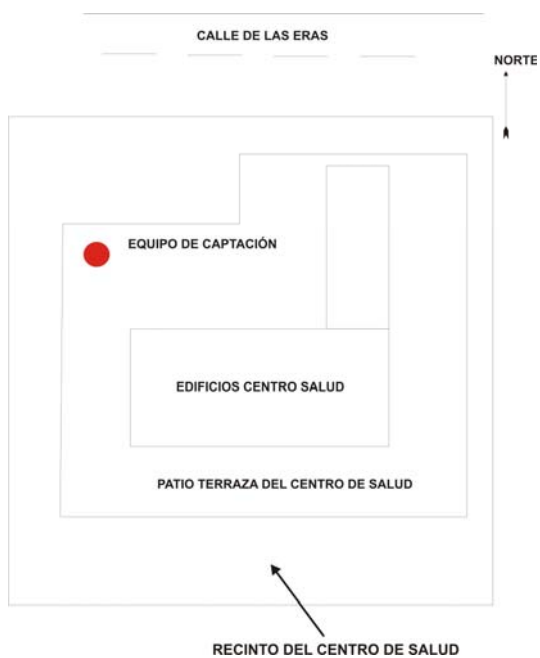 CALLE DE LAS ERAS
NORTE
EQUIPO DE CAPTACIÓN
EDIFICIOS CENTRO SALUD
PATIO TERRAZA DEL CENTRO DE SALUD
RECINTO DEL CENTRO DE SALUD